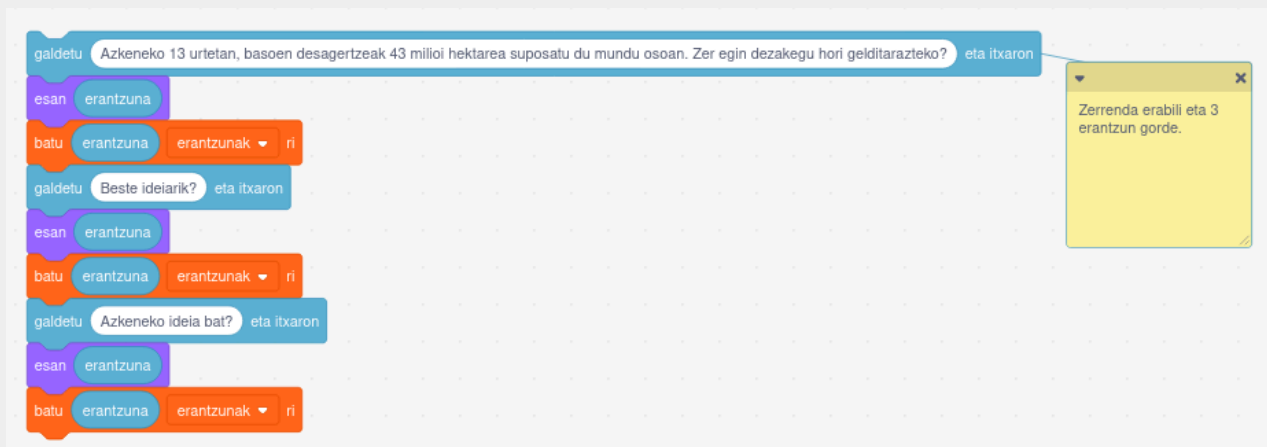 galdetu Azkeneko 13 urtetan, basoen desagertzeak 43 milioi hektarea suposatu du mundu osoan. Zer egin dezakegu hori gelditarazteko? eta itxaron
esan erantzuna
batu erantzuna erantzunak ri
galdetu Beste ideiarik? eta itxaron
esan erantzuna
batu erantzuna erantzunak ri
galdetu Azkeneko ideia bat? eta itxaron
esan erantzuna
batu erantzuna erantzunak ri
Zerrenda erabili eta 3
erantzun gorde.